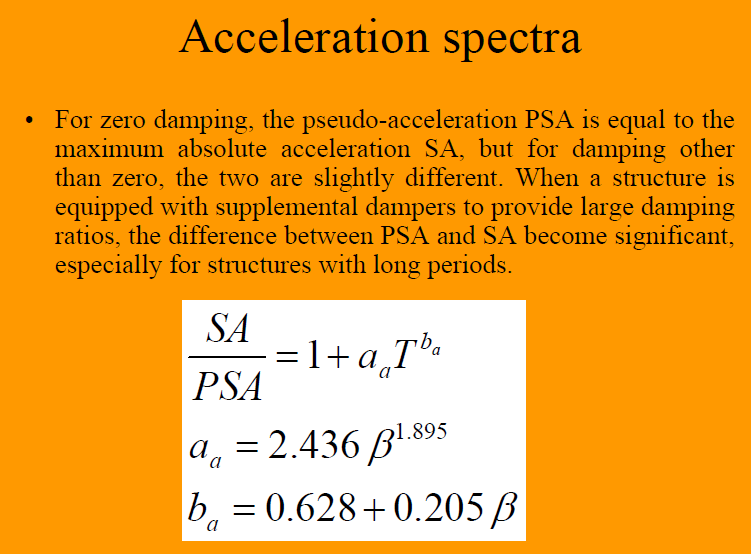 Acceleration spectra
• For zero damping, the pseudo-acceleration PSA is equal to the
maximum absolute acceleration SA, but for damping other
than zero, the two are slightly different. When a structure is
equipped with supplemental dampers to provide large damping
ratios, the difference between PSA and SA become significant,
especially for structures with long periods.
SA/PSA = 1 + a_a T^{b_a}
a_a = 2.436 β^{1.895}
b_a = 0.628 + 0.205 β